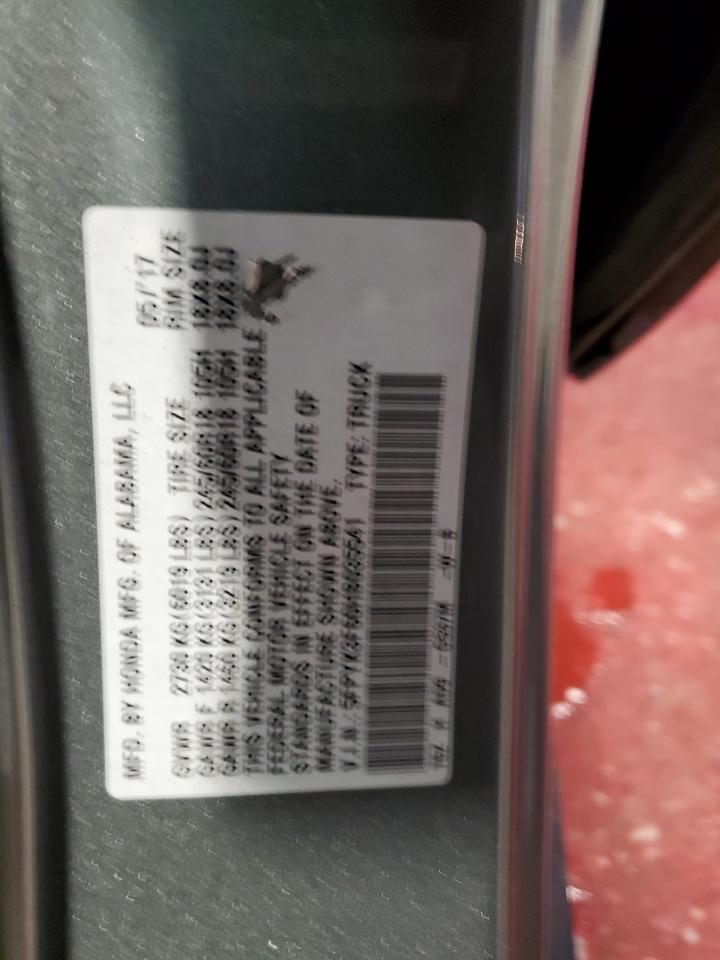 MFD. BY HONDA MFG. OF ALABAMA, LLC 05/'17
GVWR 2730 KG(6019 LBS) TIRE SIZE RIM SIZE
GAWR F 1420 KG(3131 LBS) 245/60R18 105H 18X8.0J
GAWR R 1460 KG(3219 LBS) 245/60R18 105H 18X8.0J
THIS VEHICLE CONFORMS TO ALL APPLICABLE
FEDERAL MOTOR VEHICLE SAFETY
STANDARDS IN EFFECT ON THE DATE OF
MANUFACTURE SHOWN ABOVE.
V.I.N.: TYPE: TRUCK